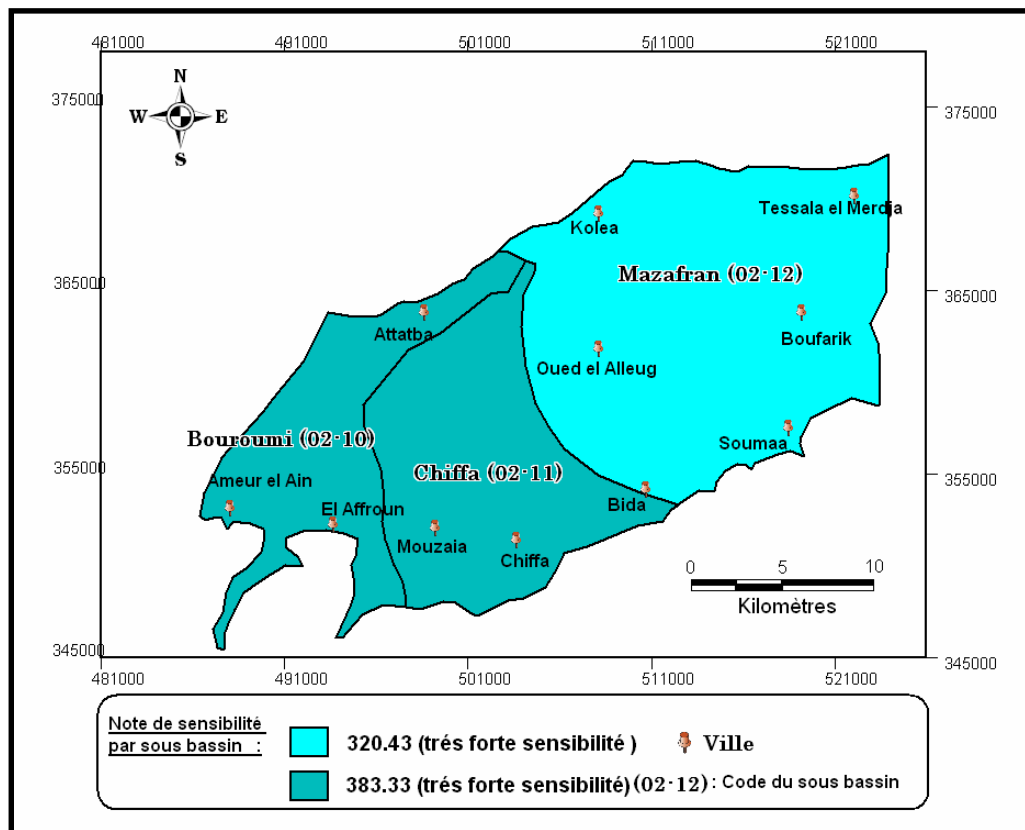 481000 491000 501000 511000 521000
375000 375000
N
W E
S
Tessala el Merdja
Kolea
Mazafran (02-12)
365000 365000
Attatba
Boufarik
Oued el Alleug
Bouroumi (02-10)
Soumaa
Chiffa (02-11)
355000 355000
Ameur el Ain
Bida
El Affroun
Mouzaia
Chiffa
0 5 10
Kilomètres
345000 345000
481000 491000 501000 511000 521000
Note de sensibilité
par sous bassin :
320.43 (trés forte sensibilité ) Ville
383.33 (trés forte sensibilité) (02-12) : Code du sous bassin